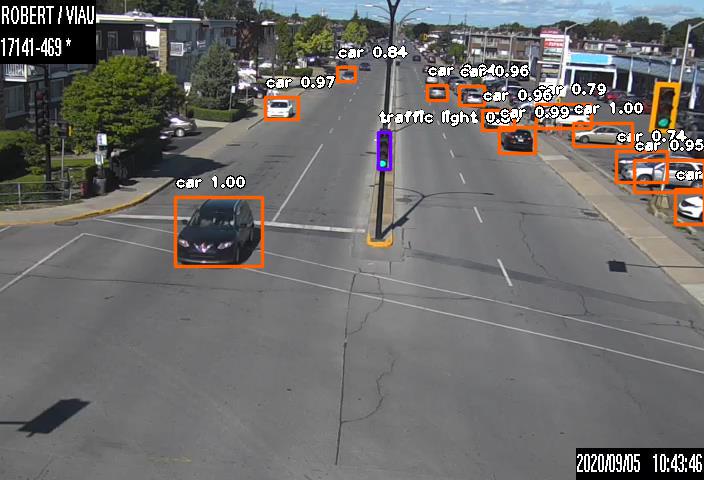 ROBERT / VIAU
17141-469 *
car 0.84
car 0.97
car 0.96
car 0.96
0.79
car 1.00
0.99
traffic light 0.
car 0.74
car 0.95
car
car 1.00
2020/09/05 10:43:46